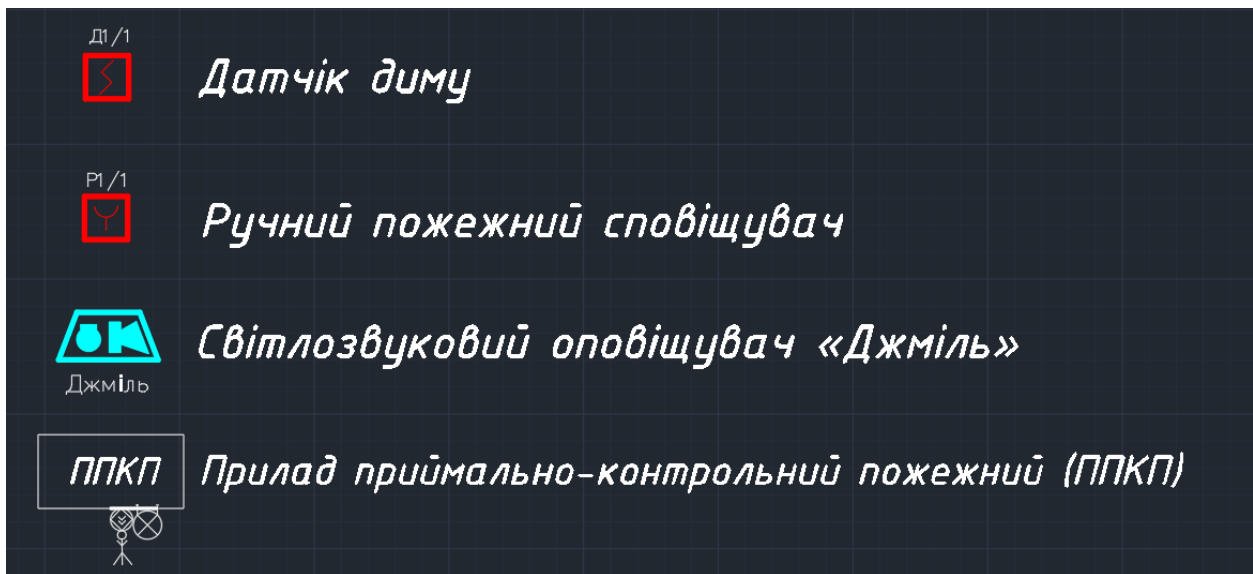 Д1/1
Датчік диму
Р1/1
Ручний пожежний сповіщувач
Світлозвуковий оповіщувач «Джміль»
Джміль
ППКП
Прилад приймально-контрольний пожежний (ППКП)